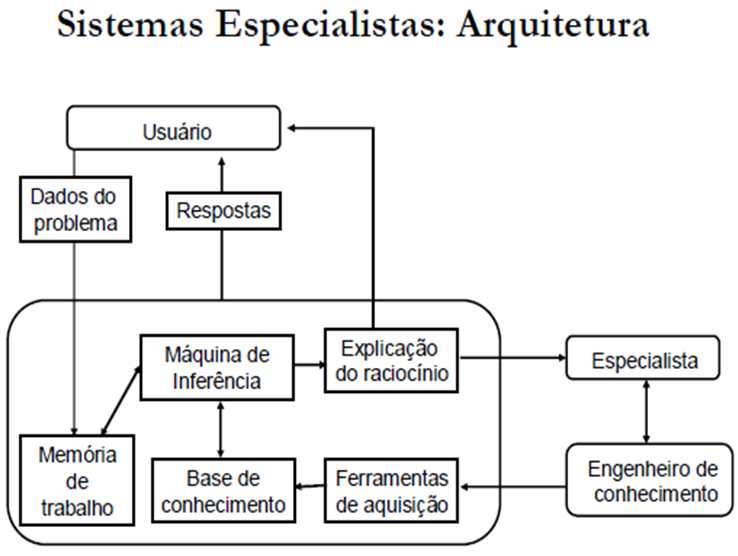 Sistemas Especialistas: Arquitetura
Usuário
Dados do
problema
Respostas
Máquina de
Inferência
Explicação
do raciocínio
Especialista
Memória
de
trabalho
Base de
conhecimento
Ferramentas
de aquisição
Engenheiro de
conhecimento